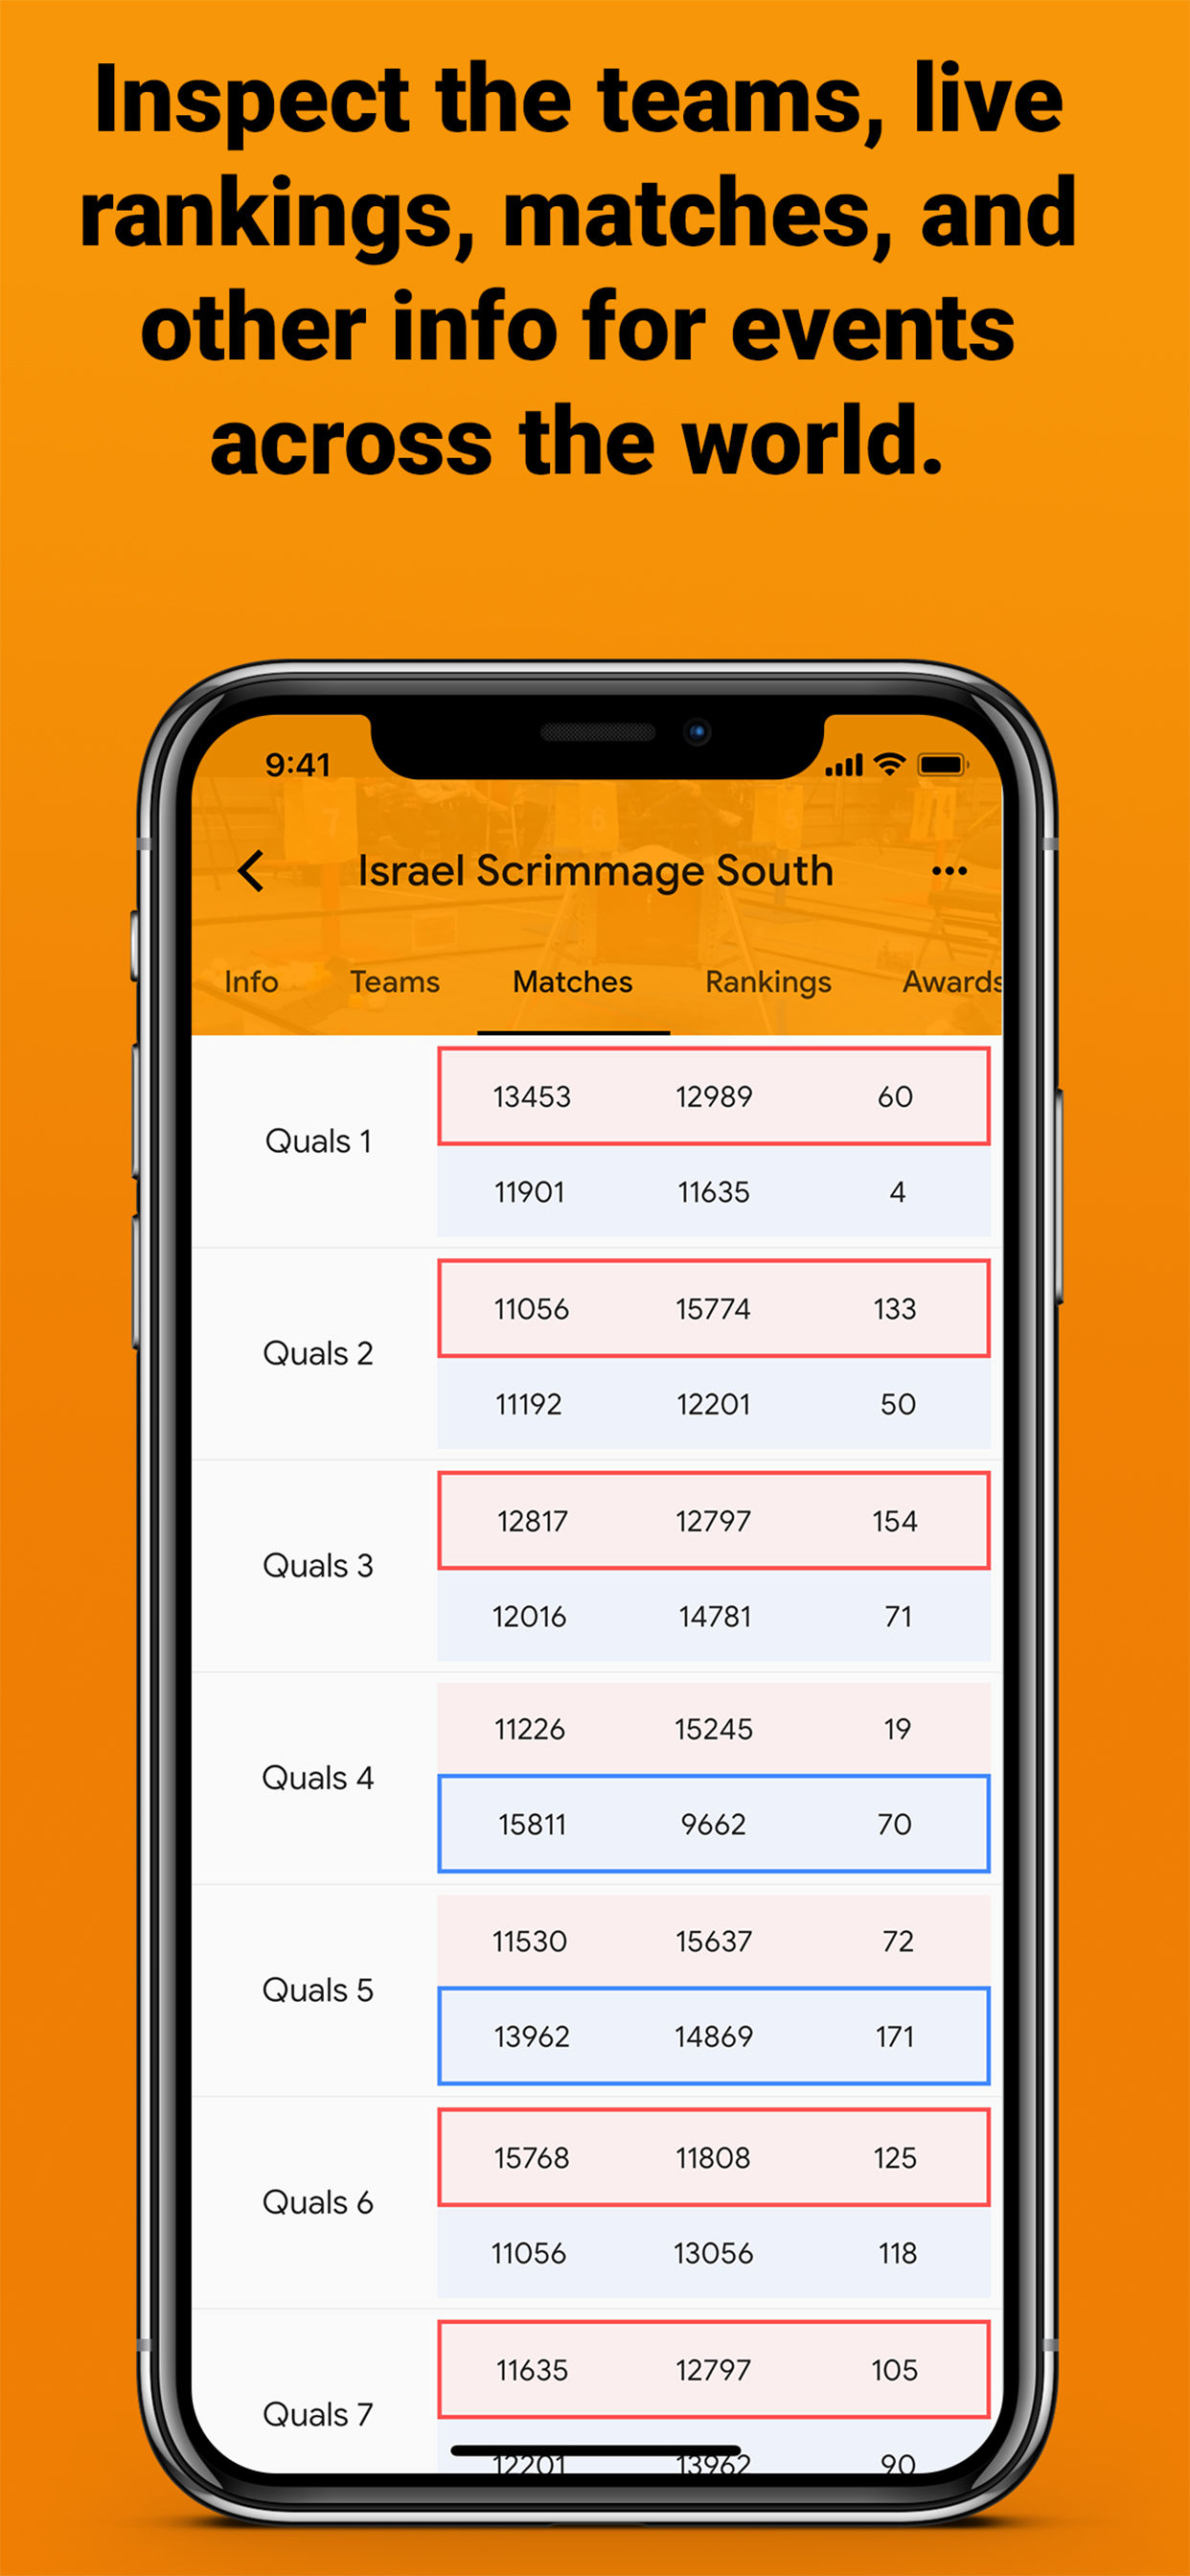 Inspect the teams, live
rankings, matches, and
other info for events
across the world.
9:41
Israel Scrimmage South
Info Teams Matches Rankings Awards
Quals 1
13453 12989 60
11901 11635 4
Quals 2
11056 15774 133
11192 12201 50
Quals 3
12817 12797 154
12016 14781 71
Quals 4
11226 15245 19
15811 9662 70
Quals 5
11530 15637 72
13962 14869 171
Quals 6
15768 11808 125
11056 13056 118
Quals 7
11635 12797 105
12201 13962 90